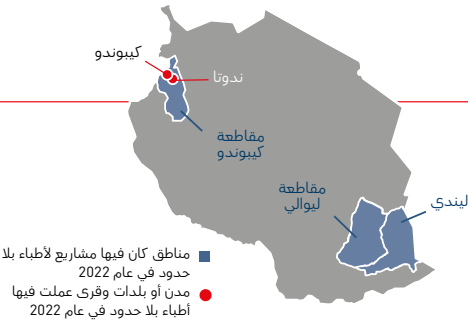 كيبوندو
ندوتا
مقاطعة
كيبوندو
مقاطعة
ليوالي
ليندي
مناطق كان فيها مشاريع لأطباء بلا
حدود في عام 2022
مدن أو بلدات وقرى عملت فيها
أطباء بلا حدود في عام 2022